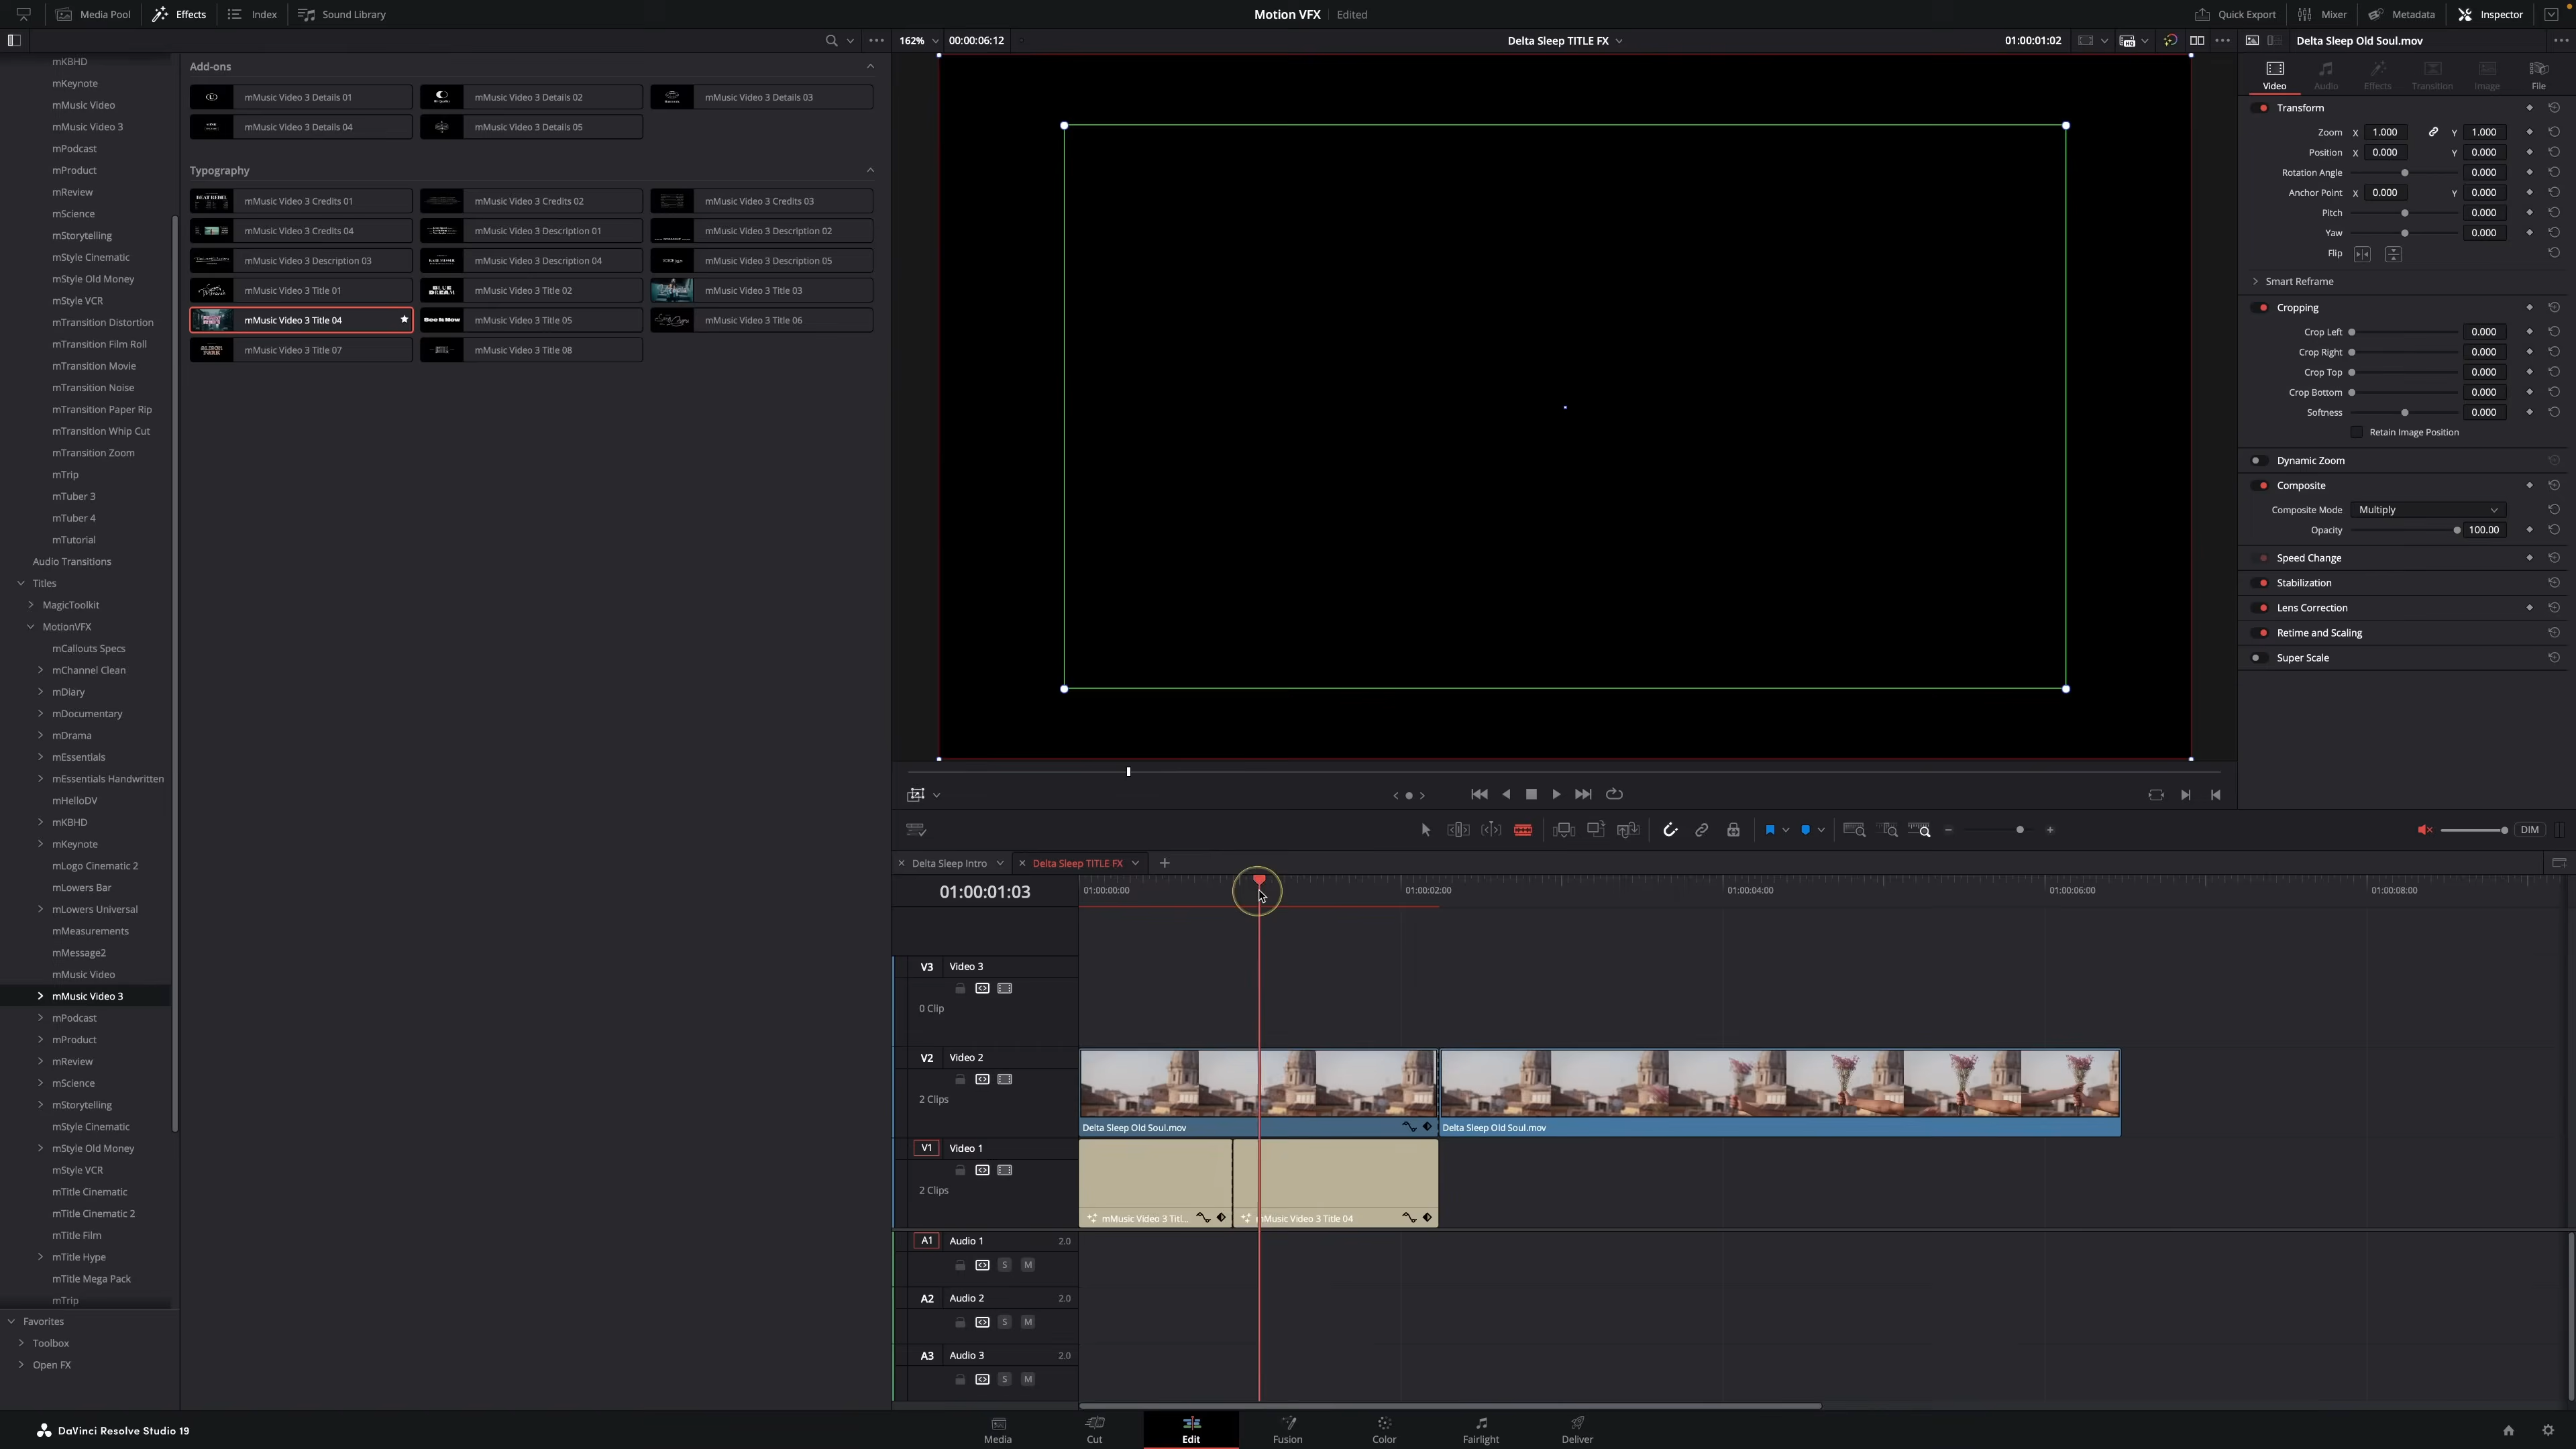 Media Pool
Effects
Index
Sound Library
Motion VFX
Edited
Quick Export
Mixer
Metadata
Inspector
162%
00:00:06:12
Delta Sleep TITLE FX
01:00:01:02
Delta Sleep Old Soul.mov
mKBHD
mKeynote
mMusic Video
mMusic Video 3
mPodcast
mProduct
mReview
mScience
mStorytelling
mStyle Cinematic
mStyle Old Money
mStyle VCR
mTransition Distortion
mTransition Film Roll
mTransition Movie
mTransition Noise
mTransition Paper Rip
mTransition Whip Cut
mTransition Zoom
mTrip
mTuber 3
mTuber 4
mTutorial
Audio Transitions
Titles
MagicToolkit
MotionVFX
mCallouts Specs
mChannel Clean
mDiary
mDocumentary
mDrama
mEssentials
mEssentials Handwritten
mHelloDV
mKBHD
mKeynote
mLogo Cinematic 2
mLowers Bar
mLowers Universal
mMeasurements
mMessage2
mMusic Video
mMusic Video 3
mPodcast
mProduct
mReview
mScience
mStorytelling
mStyle Cinematic
mStyle Old Money
mStyle VCR
mTitle Cinematic
mTitle Cinematic 2
mTitle Film
mTitle Hype
mTitle Mega Pack
mTrip
Favorites
Toolbox
Open FX
Add-ons
mMusic Video 3 Details 01
mMusic Video 3 Details 02
mMusic Video 3 Details 03
mMusic Video 3 Details 04
mMusic Video 3 Details 05
Typography
mMusic Video 3 Credits 01
mMusic Video 3 Credits 02
mMusic Video 3 Credits 03
mMusic Video 3 Credits 04
mMusic Video 3 Description 01
mMusic Video 3 Description 02
mMusic Video 3 Description 03
mMusic Video 3 Description 04
mMusic Video 3 Description 05
mMusic Video 3 Title 01
BLUE DREAM
mMusic Video 3 Title 02
mMusic Video 3 Title 03
mMusic Video 3 Title 04
mMusic Video 3 Title 05
mMusic Video 3 Title 06
mMusic Video 3 Title 07
mMusic Video 3 Title 08
Video
Audio
Effects
Transition
Image
File
Transform
Zoom X 1.000 Y 1.000
Position X 0.000 Y 0.000
Rotation Angle 0.000
Anchor Point X 0.000 Y 0.000
Pitch 0.000
Yaw 0.000
Flip
Smart Reframe
Cropping
Crop Left 0.000
Crop Right 0.000
Crop Top 0.000
Crop Bottom 0.000
Softness 0.000
Retain Image Position
Dynamic Zoom
Composite
Composite Mode Multiply
Opacity 100.00
Speed Change
Stabilization
Lens Correction
Retime and Scaling
Super Scale
DIM
Delta Sleep Intro
Delta Sleep TITLE FX
01:00:01:03
01:00:00:00
01:00:02:00
01:00:04:00
01:00:06:00
01:00:08:00
V3 Video 3
0 Clip
V2 Video 2
2 Clips
Delta Sleep Old Soul.mov
Delta Sleep Old Soul.mov
V1 Video 1
2 Clips
mMusic Video 3 Titl...
mMusic Video 3 Title 04
A1 Audio 1 2.0
S M
A2 Audio 2 2.0
S M
A3 Audio 3 2.0
S M
DaVinci Resolve Studio 19
Media
Cut
Edit
Fusion
Color
Fairlight
Deliver